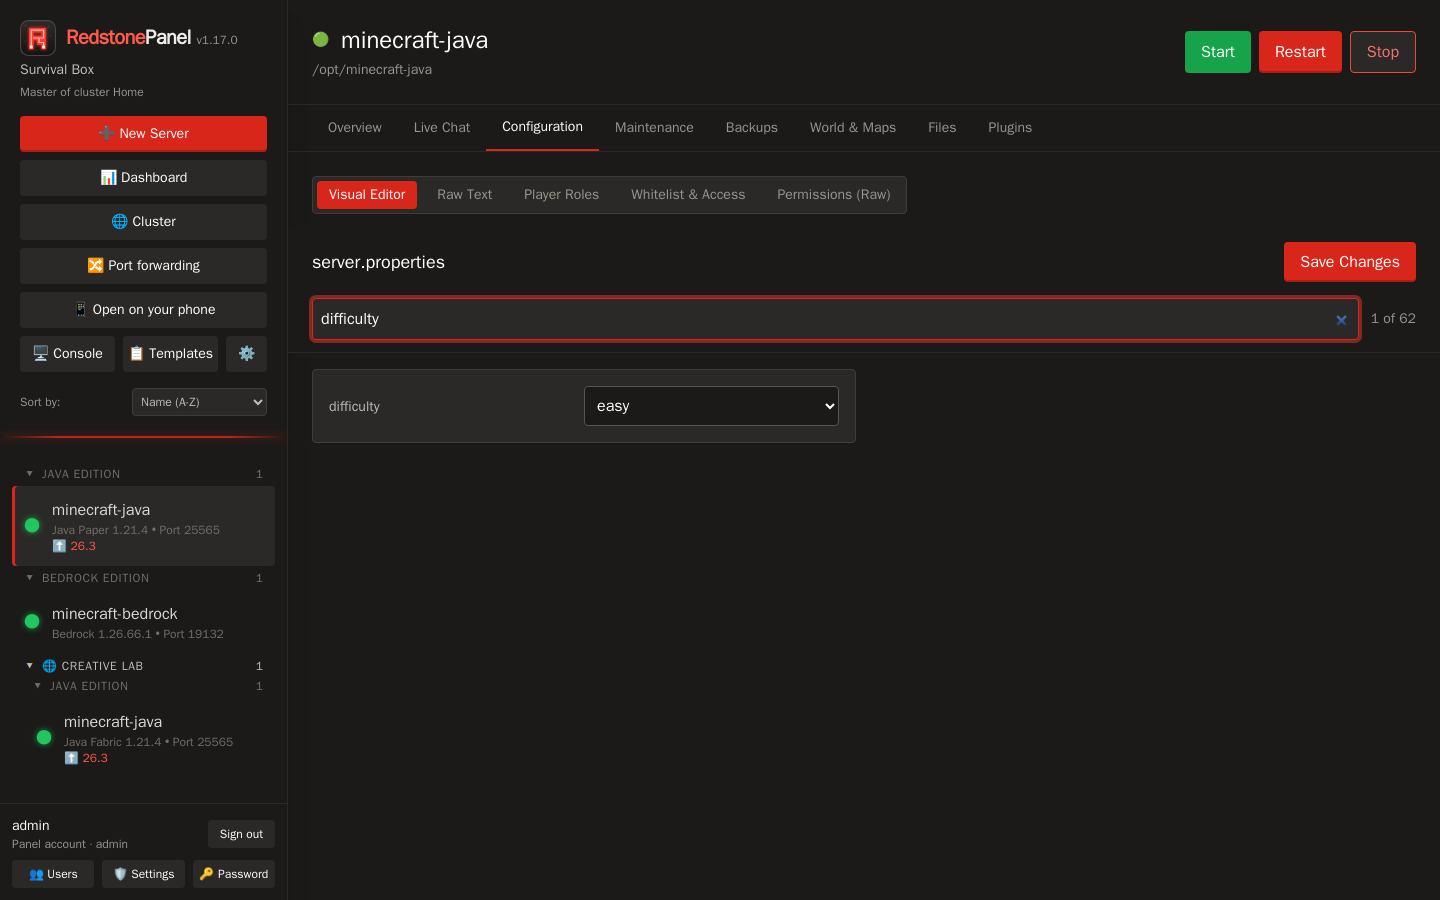 RedstonePanel v1.17.0
Survival Box
Master of cluster Home
➕ New Server
📊 Dashboard
🌐 Cluster
🔀 Port forwarding
📱 Open on your phone
🖥️ Console
📋 Templates
⚙️
Sort by:
Name (A-Z)
▼ JAVA EDITION 1
minecraft-java
Java Paper 1.21.4 • Port 25565
⬆️ 26.3
▼ BEDROCK EDITION 1
minecraft-bedrock
Bedrock 1.26.66.1 • Port 19132
▼ 🌐 CREATIVE LAB 1
▼ JAVA EDITION 1
minecraft-java
Java Fabric 1.21.4 • Port 25565
⬆️ 26.3
admin
Panel account · admin
Sign out
👥 Users
🛡️ Settings
🔑 Password
minecraft-java
/opt/minecraft-java
Start
Restart
Stop
Overview
Live Chat
Configuration
Maintenance
Backups
World & Maps
Files
Plugins
Visual Editor
Raw Text
Player Roles
Whitelist & Access
Permissions (Raw)
server.properties
Save Changes
difficulty
1 of 62
difficulty
easy